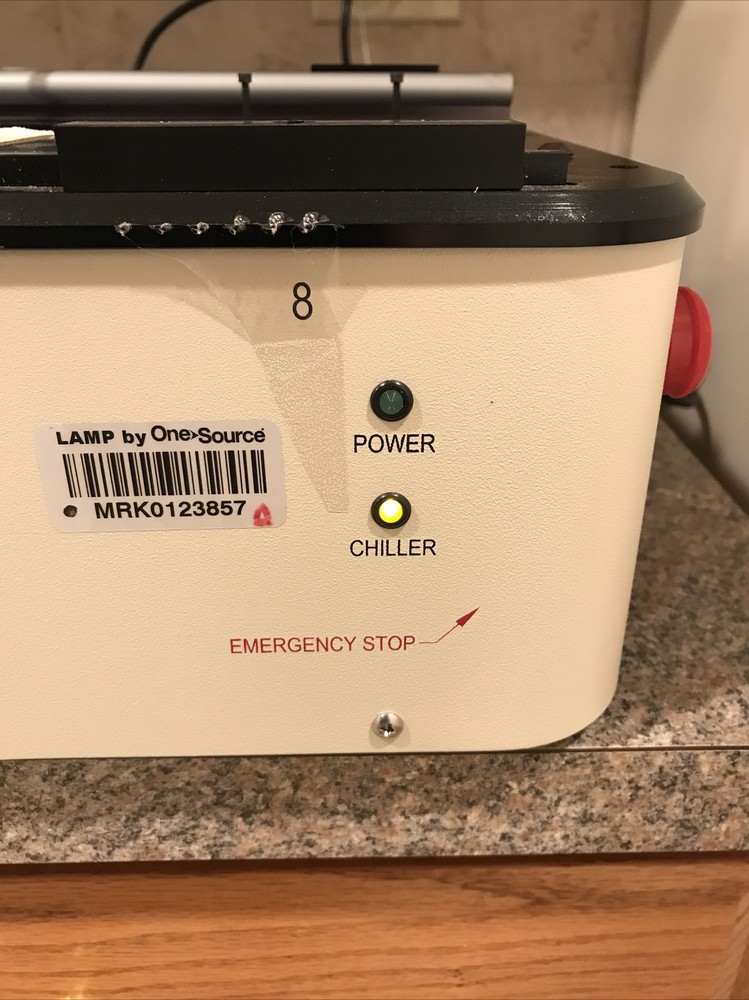 8
POWER
LAMP by One>Source
MRK0123857
CHILLER
EMERGENCY STOP